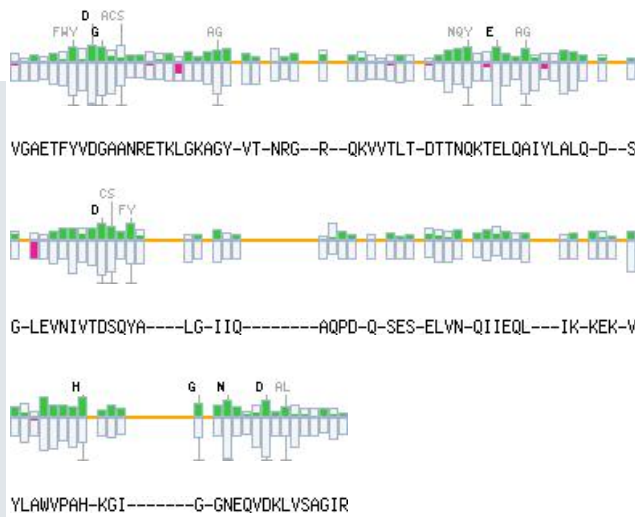 D ACS
FWY G AG NQY E AG
VGAETFYVDGAANRETKLGKAGY-VT-NRG--R--QKVVTLT-DTTNQKTELQAIYLALQ-D--S
CS
D FY
G-LEVNIVTDSQYA----LG-IIQ--------AQPD-Q-SES-ELVN-QIIEQL---IK-KEK-V
H G N D AL
YLAWVPAH-KGI-------G-GNEQVDKLVSAGIR